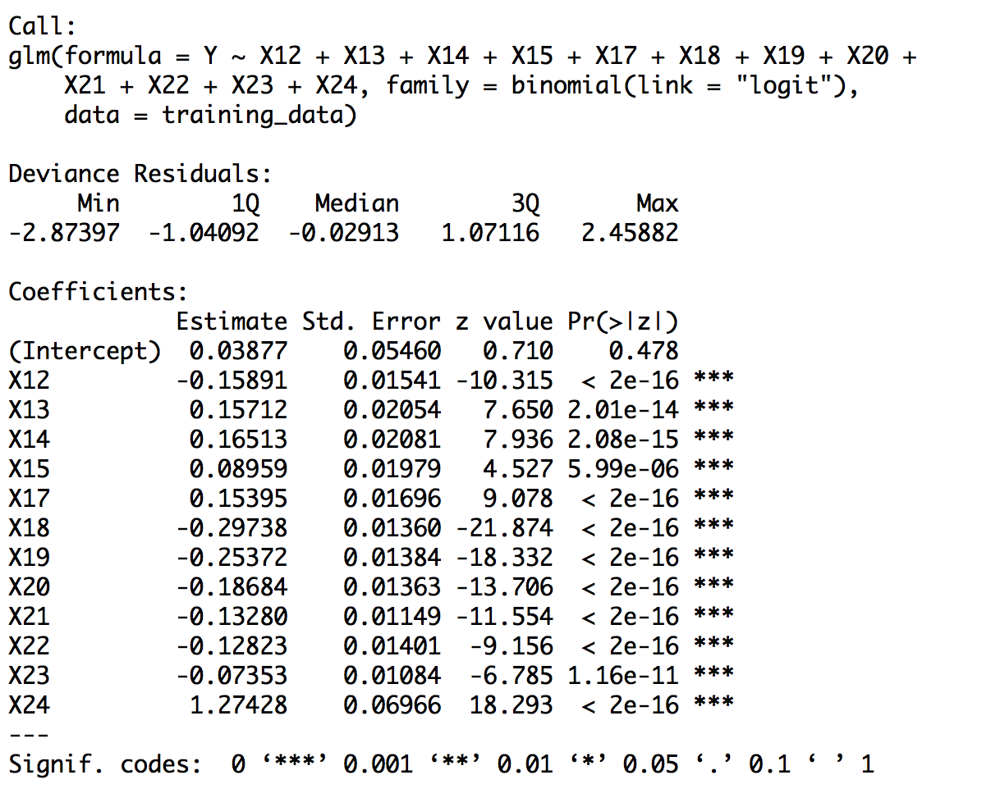 Call:
glm(formula = Y ~ X12 + X13 + X14 + X15 + X17 + X18 + X19 + X20 +
    X21 + X22 + X23 + X24, family = binomial(link = "logit"),
    data = training_data)

Deviance Residuals:
     Min        1Q    Median        3Q       Max
-2.87397  -1.04092  -0.02913   1.07116   2.45882

Coefficients:
            Estimate Std. Error z value Pr(>|z|)
(Intercept)  0.03877    0.05460   0.710    0.478
X12         -0.15891    0.01541 -10.315  < 2e-16 ***
X13          0.15712    0.02054   7.650 2.01e-14 ***
X14          0.16513    0.02081   7.936 2.08e-15 ***
X15          0.08959    0.01979   4.527 5.99e-06 ***
X17          0.15395    0.01696   9.078  < 2e-16 ***
X18         -0.29738    0.01360 -21.874  < 2e-16 ***
X19         -0.25372    0.01384 -18.332  < 2e-16 ***
X20         -0.18684    0.01363 -13.706  < 2e-16 ***
X21         -0.13280    0.01149 -11.554  < 2e-16 ***
X22         -0.12823    0.01401  -9.156  < 2e-16 ***
X23         -0.07353    0.01084  -6.785 1.16e-11 ***
X24          1.27428    0.06966  18.293  < 2e-16 ***
---
Signif. codes:  0 ‘***’ 0.001 ‘**’ 0.01 ‘*’ 0.05 ‘.’ 0.1 ‘ ’ 1